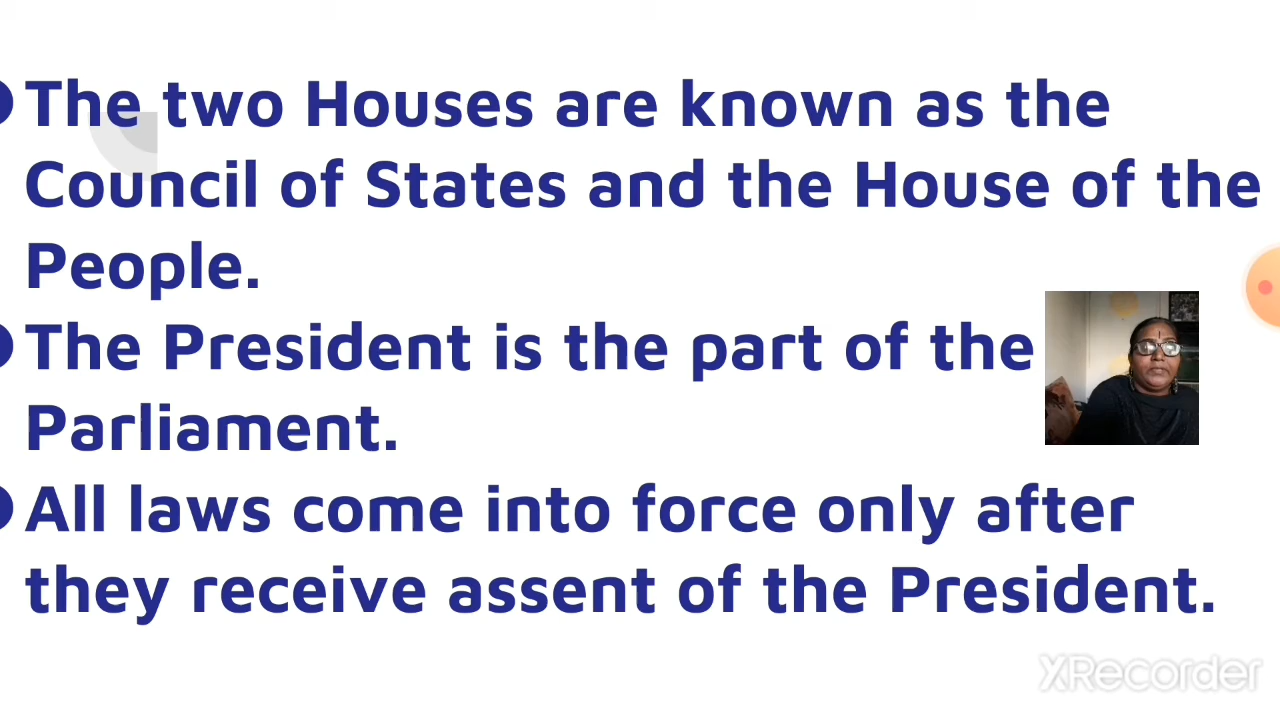 The two Houses are known as the
Council of States and the House of the
People.
The President is the part of the
Parliament.
All laws come into force only after
they receive assent of the President.
XRecorder